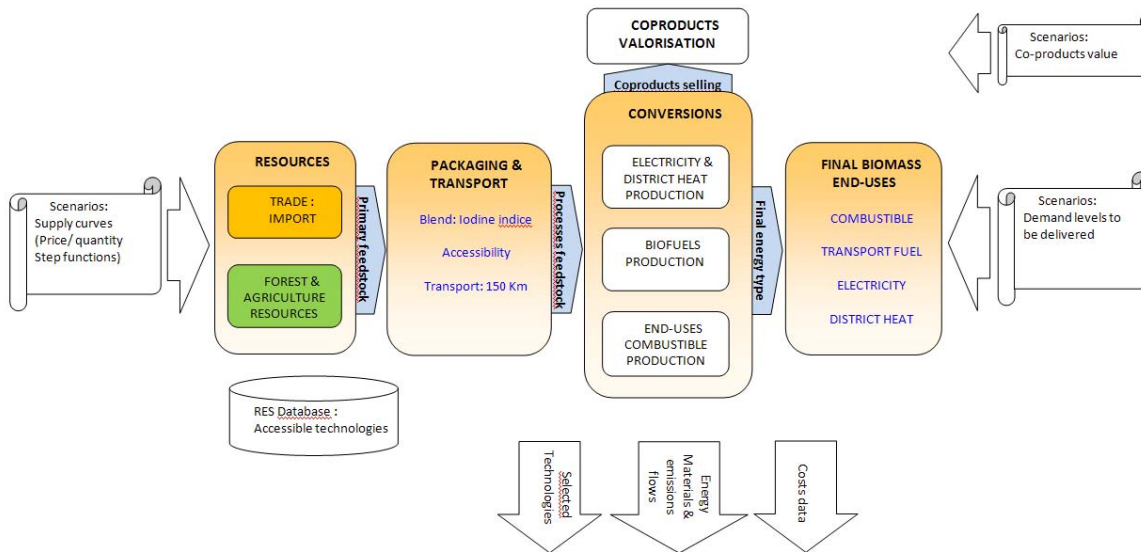 COPRODUCTS
VALORISATION
Coproducts selling
Scenarios:
Co-products value
Scenarios:
Supply curves
(Price/ quantity
Step functions)
RESOURCES
TRADE :
IMPORT
FOREST &
AGRICULTURE
RESOURCES
Primary feedstock
PACKAGING &
TRANSPORT
Blend: Iodine indice
Accessibility
Transport: 150 Km
Processes feedstock
CONVERSIONS
ELECTRICITY &
DISTRICT HEAT
PRODUCTION
BIOFUELS
PRODUCTION
END-USES
COMBUSTIBLE
PRODUCTION
Final energy type
FINAL BIOMASS
END-USES
COMBUSTIBLE
TRANSPORT FUEL
ELECTRICITY
DISTRICT HEAT
Scenarios:
Demand levels to
be delivered
RES Database :
Accessible technologies
Selected
Technologies
Energy
Materials &
emissions
flows
Costs data